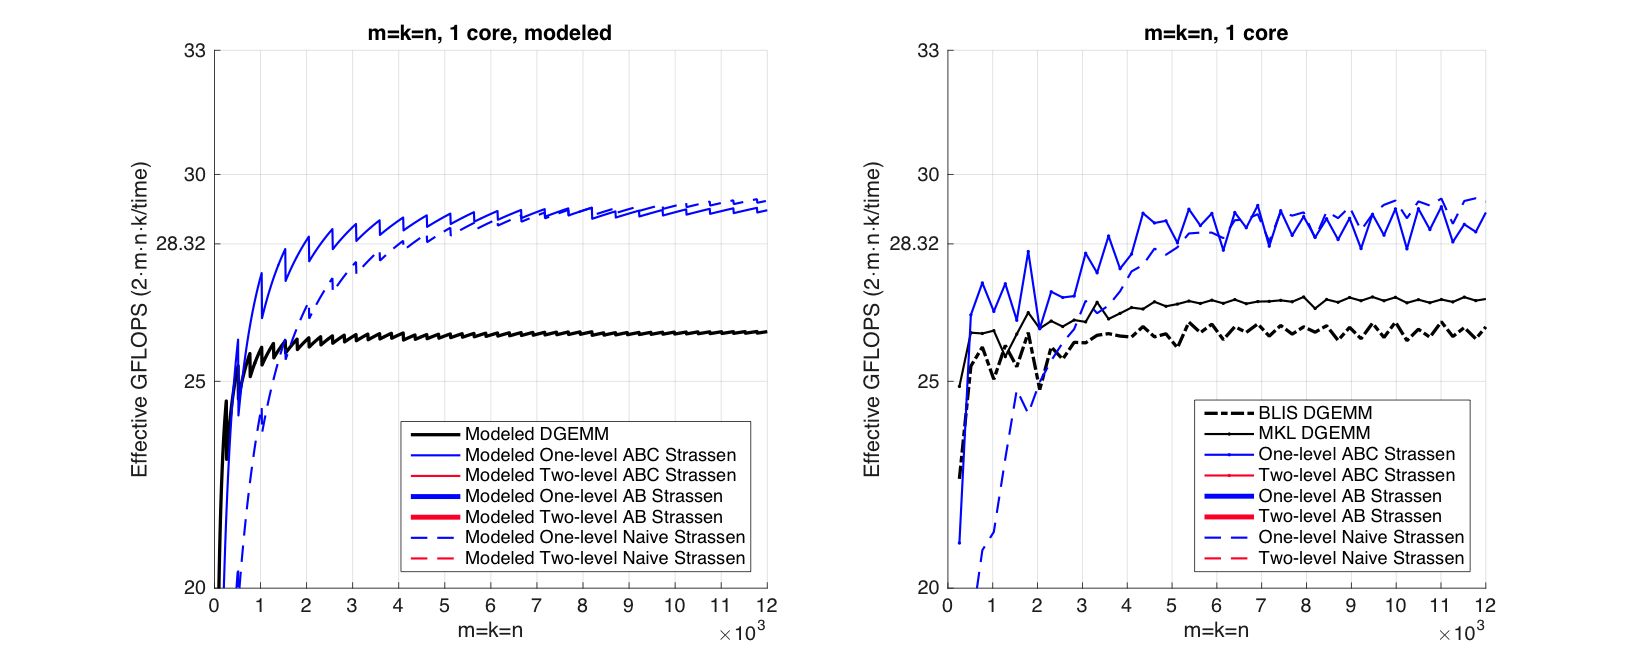 m=k=n, 1 core, modeled
33
30
28.32
25
20
Effective GFLOPS (2·m·n·k/time)
Modeled DGEMM
Modeled One-level ABC Strassen
Modeled Two-level ABC Strassen
Modeled One-level AB Strassen
Modeled Two-level AB Strassen
Modeled One-level Naive Strassen
Modeled Two-level Naive Strassen
0 1 2 3 4 5 6 7 8 9 10 11 12
m=k=n
×10³
m=k=n, 1 core
33
30
28.32
25
20
Effective GFLOPS (2·m·n·k/time)
BLIS DGEMM
MKL DGEMM
One-level ABC Strassen
Two-level ABC Strassen
One-level AB Strassen
Two-level AB Strassen
One-level Naive Strassen
Two-level Naive Strassen
0 1 2 3 4 5 6 7 8 9 10 11 12
m=k=n
×10³